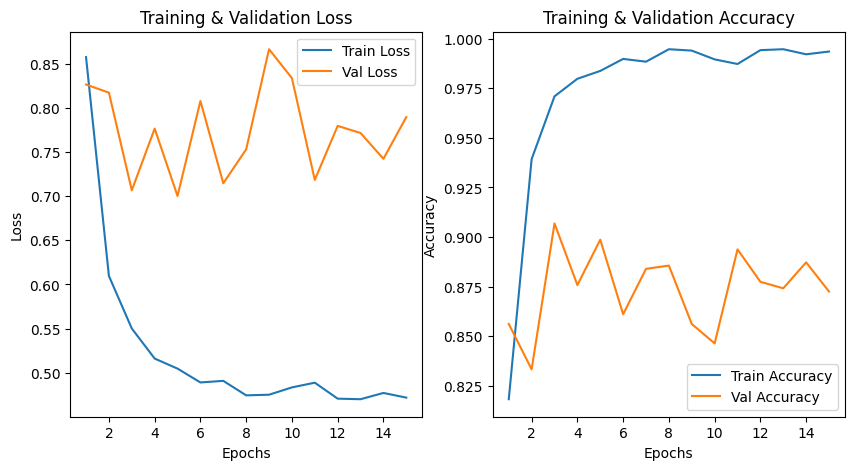 Training & Validation Loss
Train Loss
Val Loss
0.85
0.80
0.75
0.70
0.65
0.60
0.55
0.50
Loss
2 4 6 8 10 12 14
Epochs
Training & Validation Accuracy
1.000
0.975
0.950
0.925
0.900
0.875
0.850
0.825
Accuracy
Train Accuracy
Val Accuracy
2 4 6 8 10 12 14
Epochs